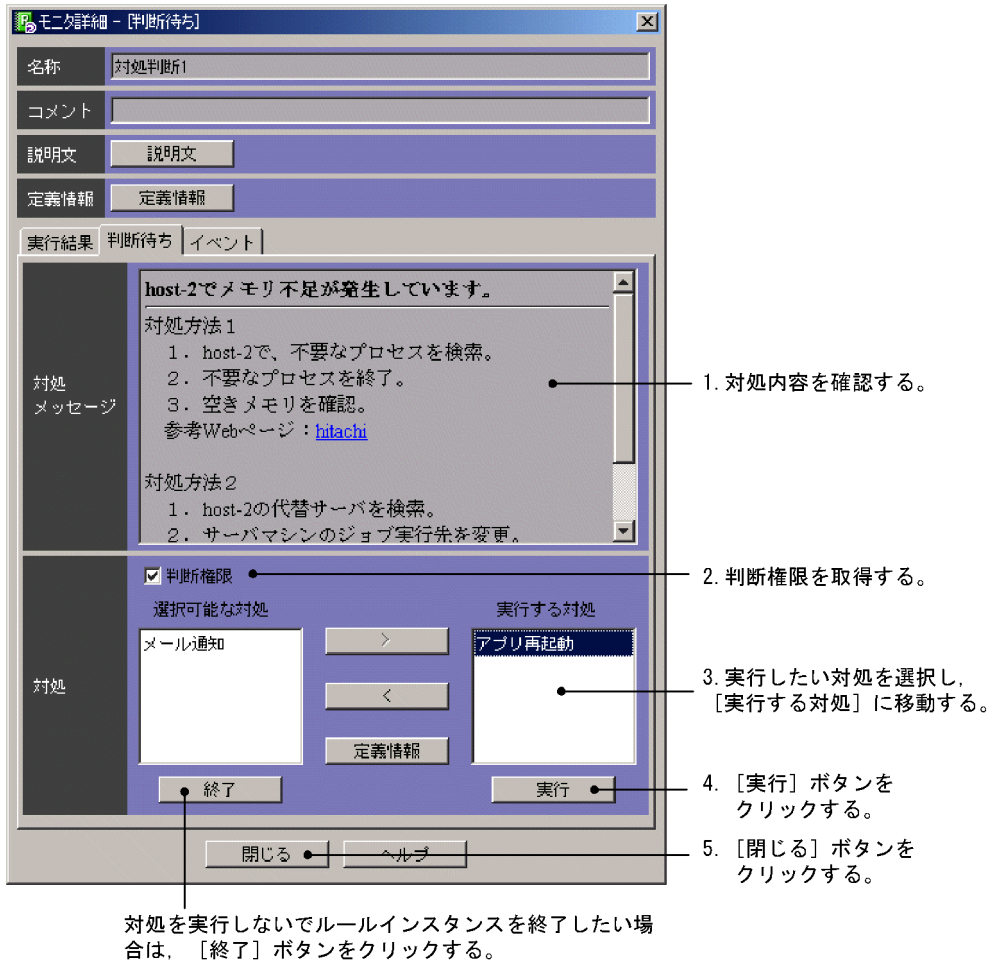 モニタ詳細 - [判断待ち]
名称
対処判断1
コメント
説明文
説明文
定義情報
定義情報
実行結果
判断待ち
イベント
対処
メッセージ
host-2でメモリ不足が発生しています。
対処方法1
1. host-2で、不要なプロセスを検索。
2. 不要なプロセスを終了。
3. 空きメモリを確認。
参考Webページ:hitachi
対処方法2
1. host-2の代替サーバを検索。
2. サーバマシンのジョブ実行先を変更。
1. 対処内容を確認する。
対処
判断権限
2. 判断権限を取得する。
選択可能な対処
実行する対処
メール通知
>
<
定義情報
アプリ再起動
3. 実行したい対処を選択し,
[実行する対処]に移動する。
終了
実行
4. [実行]ボタンを
クリックする。
閉じる
ヘルプ
5. [閉じる]ボタンを
クリックする。
対処を実行しないでルールインスタンスを終了したい場
合は,[終了]ボタンをクリックする。